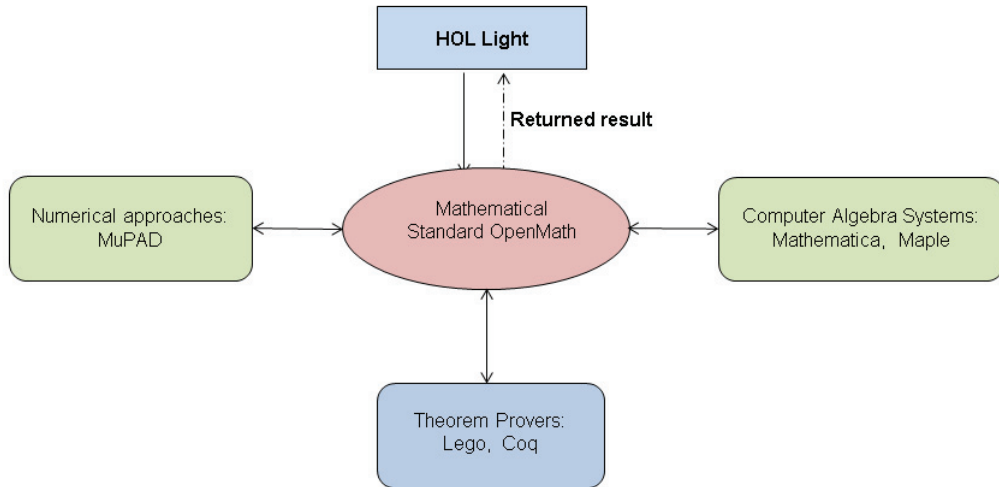 HOL Light
Returned result
Numerical approaches:
MuPAD
Mathematical
Standard OpenMath
Computer Algebra Systems:
Mathematica, Maple
Theorem Provers:
Lego, Coq